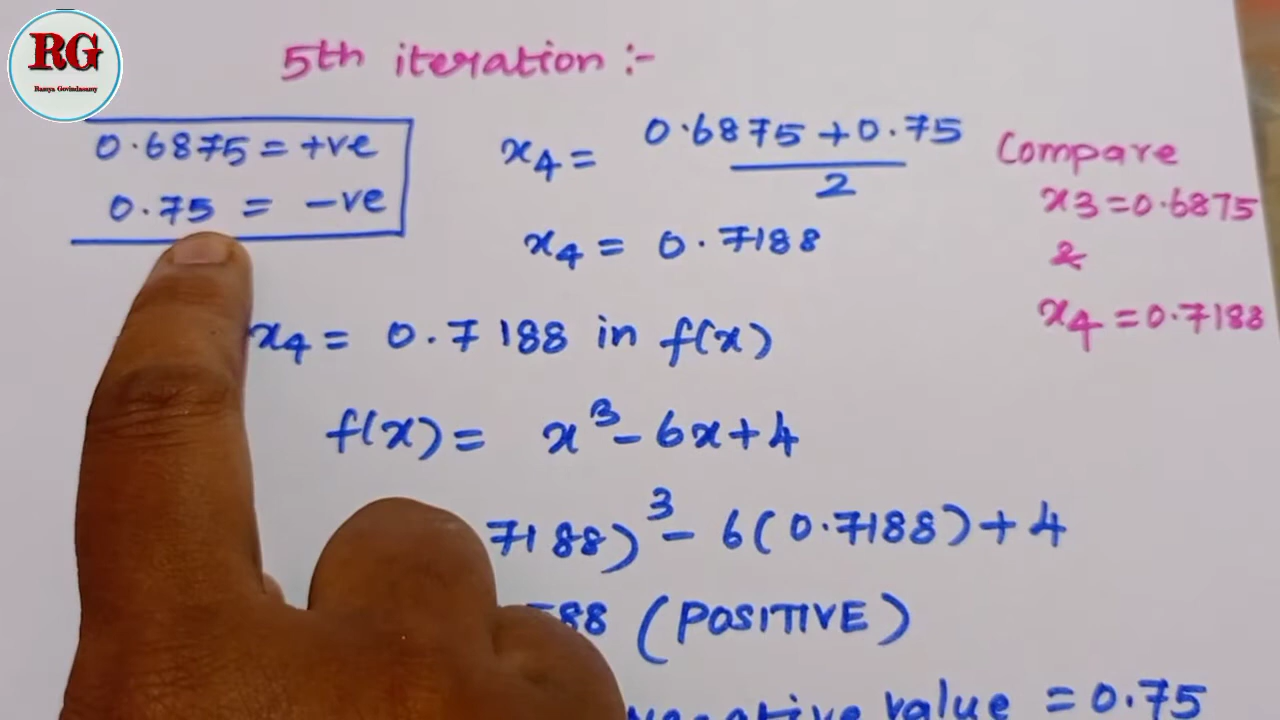 RG
Ramya Govindasamy
5th iteration :-
0.6875 = +ve
0.75 = -ve
x4 = 0.6875 + 0.75
2
x4 = 0.7188
Compare
x3 = 0.6875
&
x4 = 0.7188
x4 = 0.7188 in f(x)
f(x) = x³ - 6x + 4
7188)³ - 6(0.7188) + 4
88 (POSITIVE)
value = 0.75